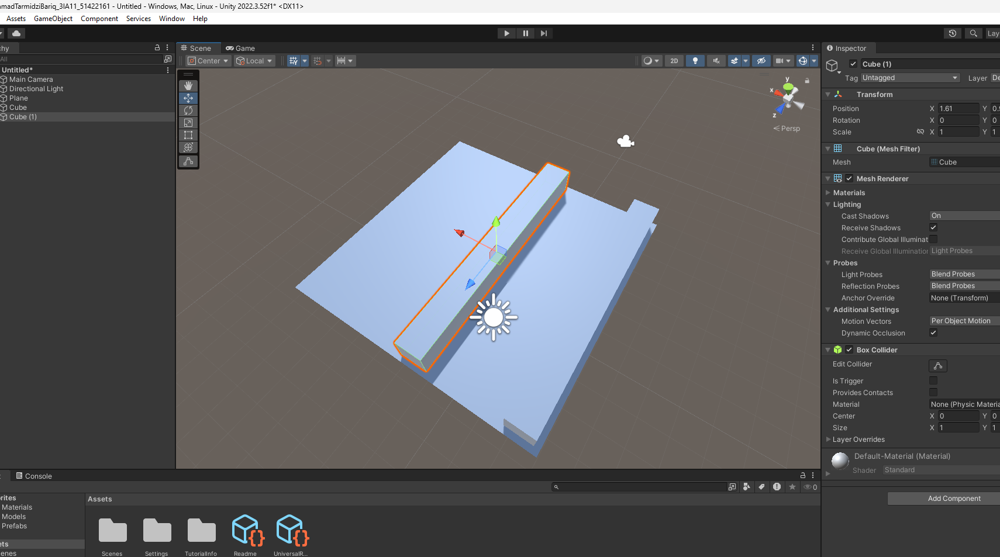 madTarmidziBariq_3IA11_51422161 - Untitled - Windows, Mac, Linux - Unity 2022.3.52f1* <DX11>
Assets GameObject Component Services Window Help
Lay
hy
Scene Game
Inspector
All
Center Local 2D
Cube (1)
Untitled*
Tag Untagged Layer De
Main Camera
Directional Light
Plane
Cube
Cube (1)
y
x
z
Persp
Transform
Position X 1.61 Y 0.9
Rotation X 0 Y 0
Scale X 1 Y 1
Cube (Mesh Filter)
Mesh Cube
Mesh Renderer
Materials
Lighting
Cast Shadows On
Receive Shadows
Contribute Global Illuminat
Receive Global Illumination Light Probes
Probes
Light Probes Blend Probes
Reflection Probes Blend Probes
Anchor Override None (Transform)
Additional Settings
Motion Vectors Per Object Motion
Dynamic Occlusion
Box Collider
Edit Collider
Is Trigger
Provides Contacts
Material None (Physic Materia
Center X 0 Y 0
Size X 1 Y 1
Layer Overrides
Default-Material (Material)
Shader Standard
Add Component
t Console
0
rites
Materials
Models
Prefabs
ets
enes
Assets
Scenes Settings TutorialInfo Readme UniversalR...